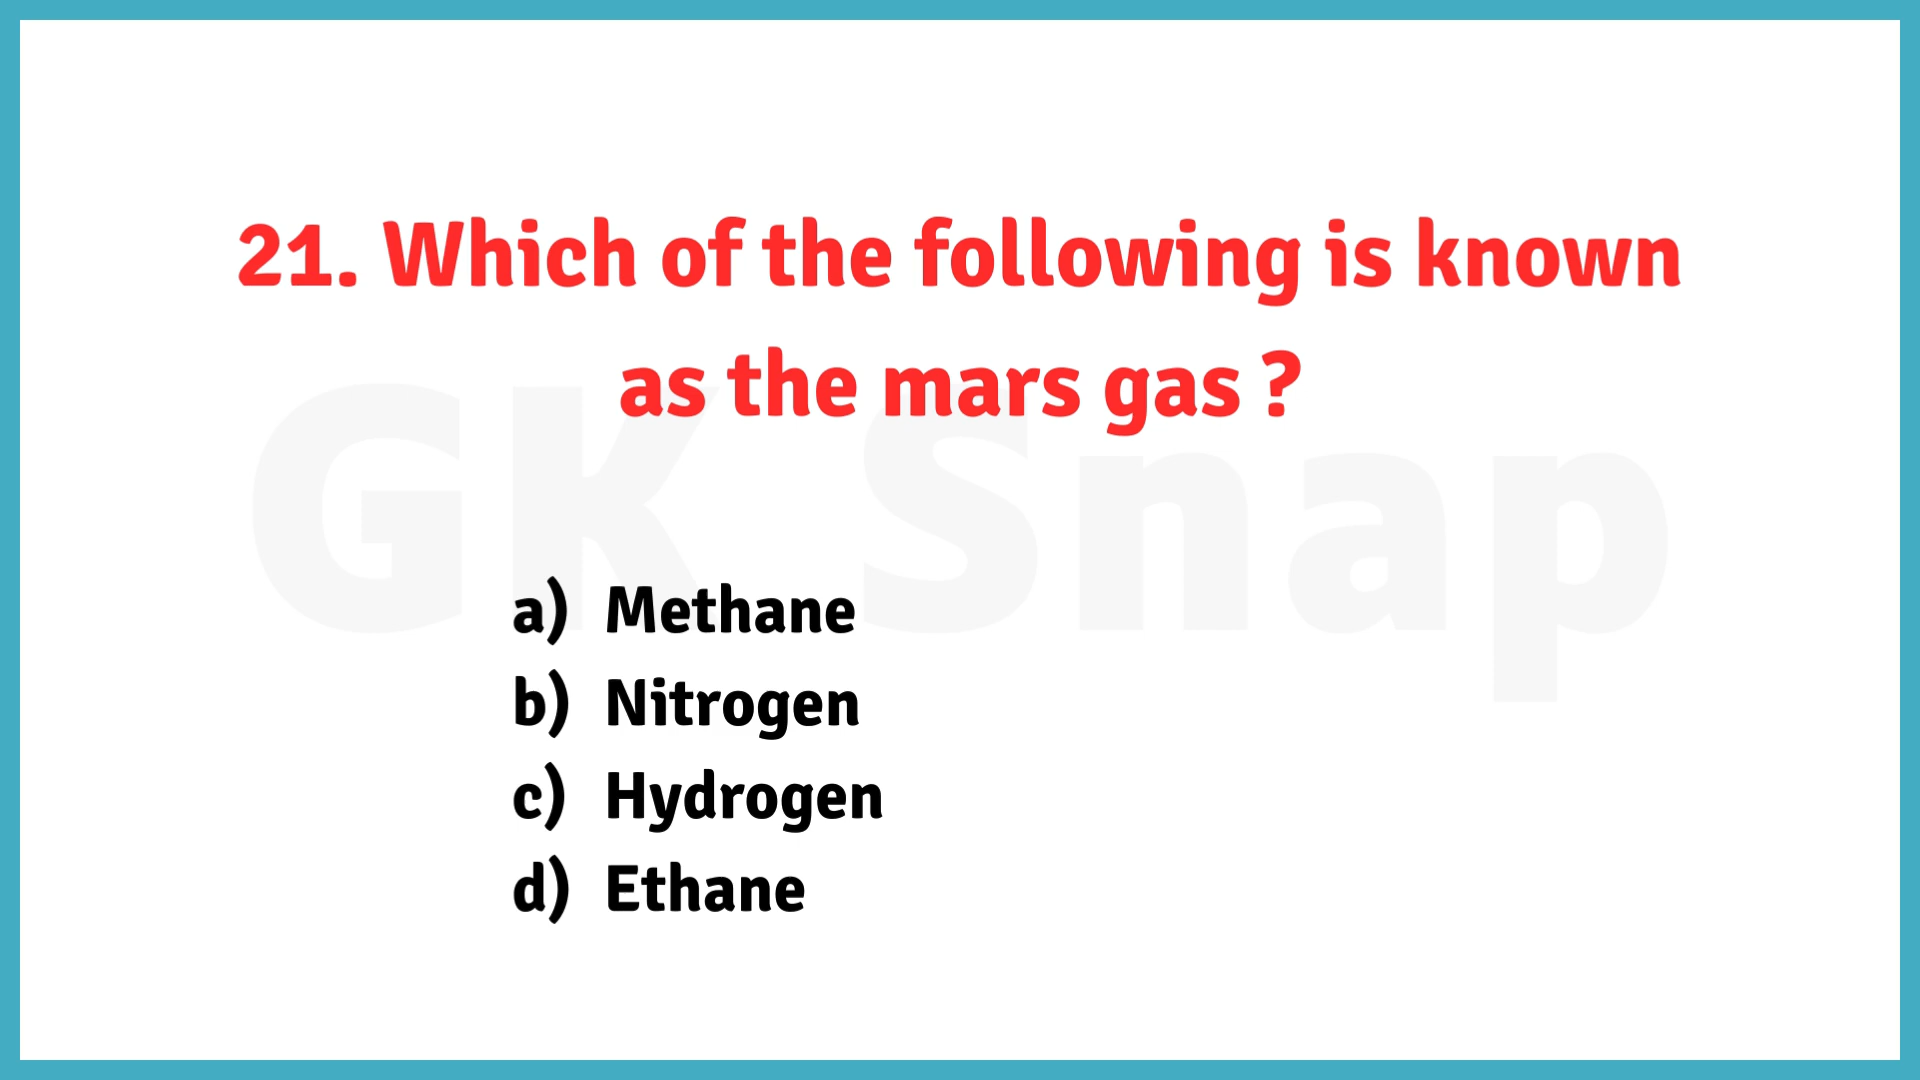 21. Which of the following is known
as the mars gas ?
GK Snap
a) Methane
b) Nitrogen
c) Hydrogen
d) Ethane